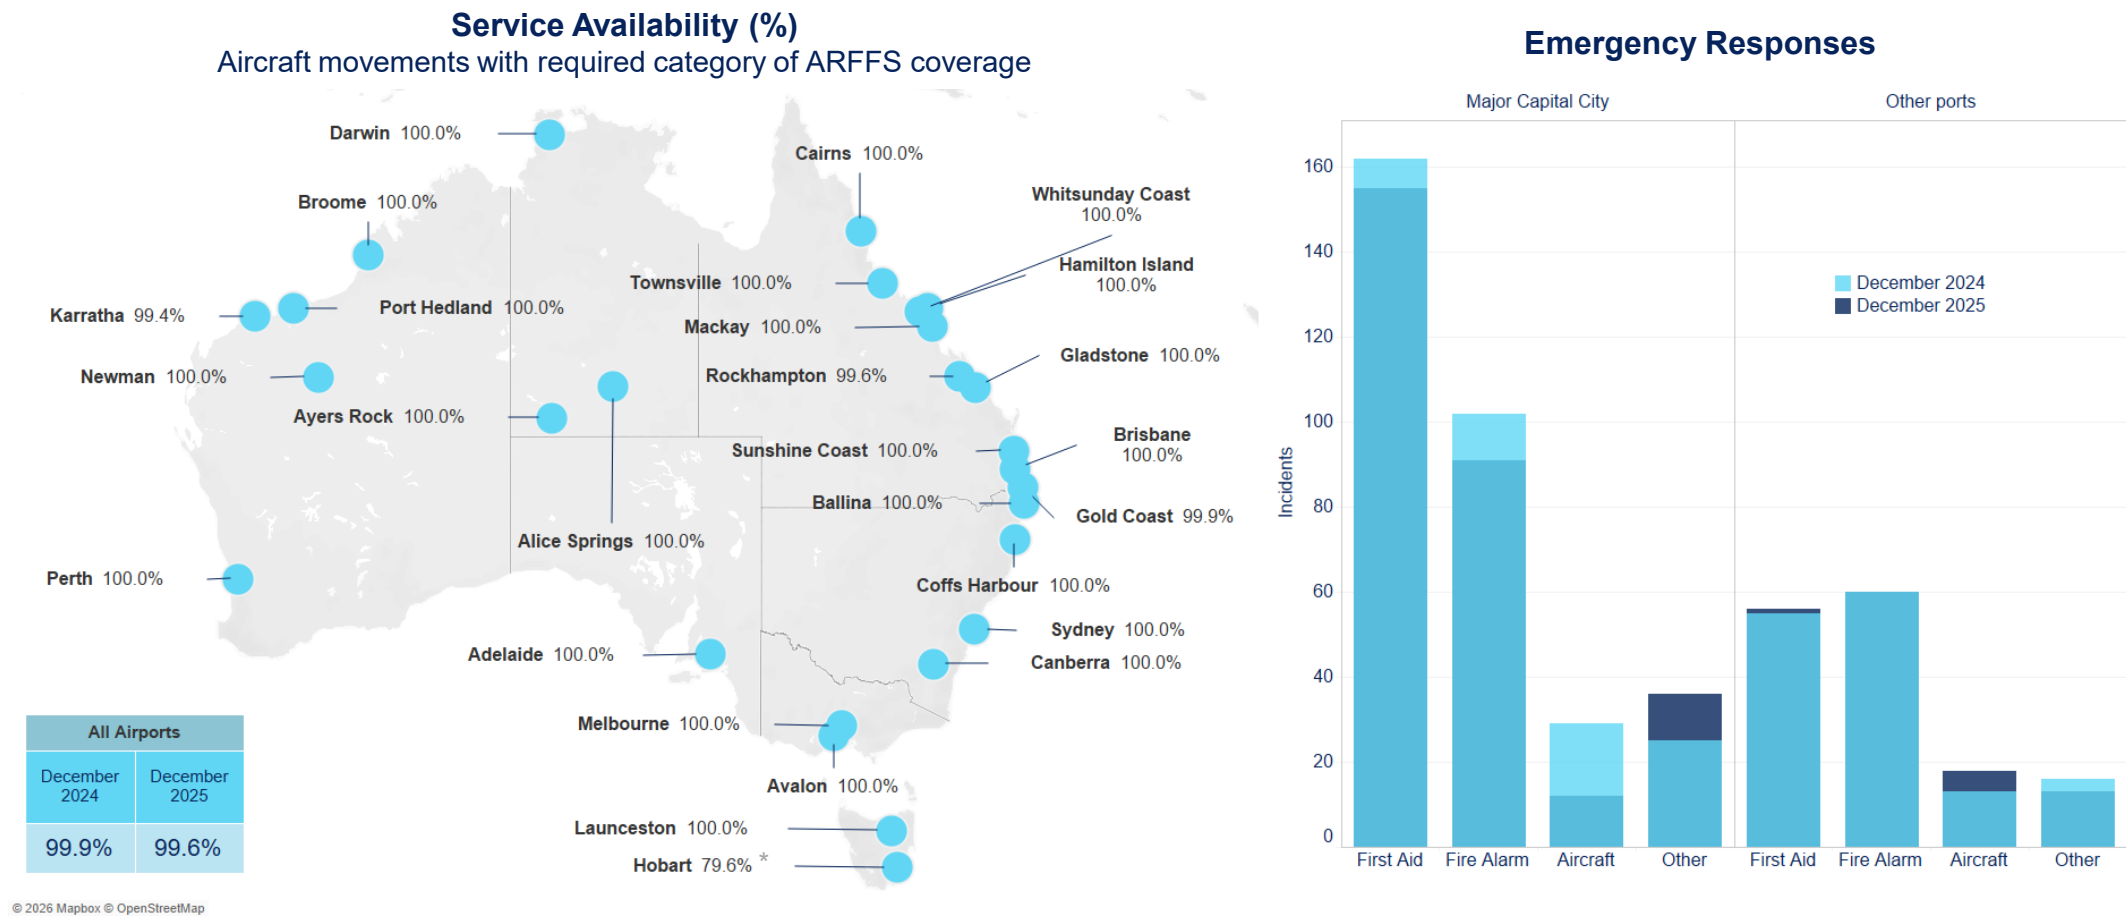 Service Availability (%)
Aircraft movements with required category of ARFFS coverage
Darwin 100.0%
Cairns 100.0%
Broome 100.0%
Whitsunday Coast
100.0%
Hamilton Island
100.0%
Townsville 100.0%
Karratha 99.4%
Port Hedland 100.0%
Mackay 100.0%
Gladstone 100.0%
Newman 100.0%
Rockhampton 99.6%
Ayers Rock 100.0%
Brisbane
100.0%
Sunshine Coast 100.0%
Ballina 100.0%
Gold Coast 99.9%
Alice Springs 100.0%
Perth 100.0%
Coffs Harbour 100.0%
Sydney 100.0%
Adelaide 100.0%
Canberra 100.0%
Melbourne 100.0%
Avalon 100.0%
Launceston 100.0%
Hobart 79.6% *
All Airports
December 2024
December 2025
99.9% 99.6%
© 2026 Mapbox © OpenStreetMap
Emergency Responses
Major Capital City Other ports
December 2024
December 2025
Incidents
160
140
120
100
80
60
40
20
0
First Aid Fire Alarm Aircraft Other First Aid Fire Alarm Aircraft Other